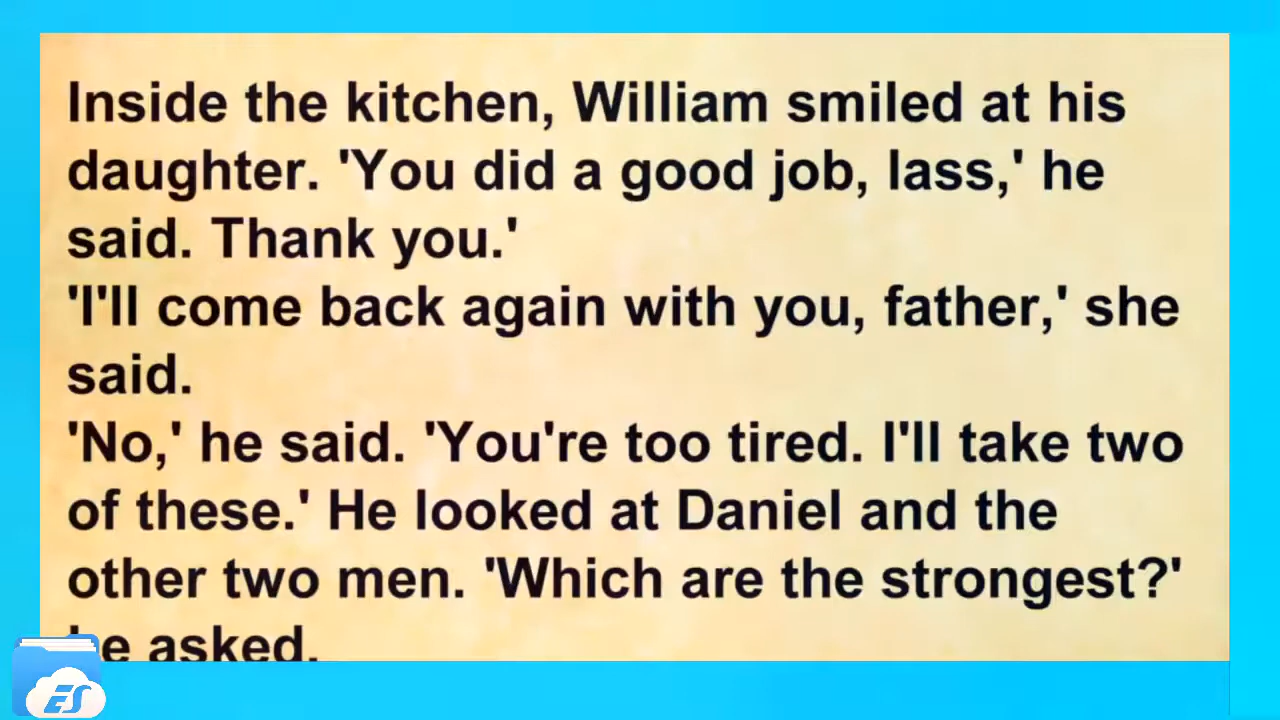 Inside the kitchen, William smiled at his
daughter. 'You did a good job, lass,' he
said. Thank you.'
'I'll come back again with you, father,' she
said.
'No,' he said. 'You're too tired. I'll take two
of these.' He looked at Daniel and the
other two men. 'Which are the strongest?'
he asked.
ES